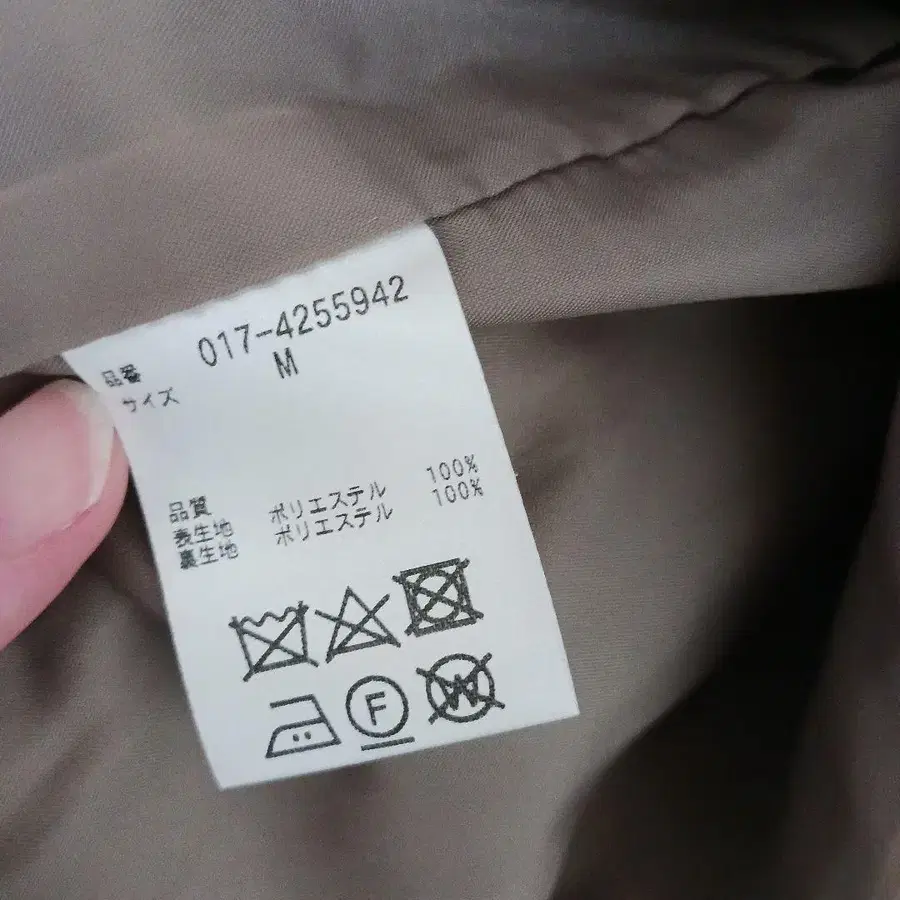 品番 017-4255942
サイズ M
品質
表生地 ポリエステル 100%
裏生地 ポリエステル 100%
F W